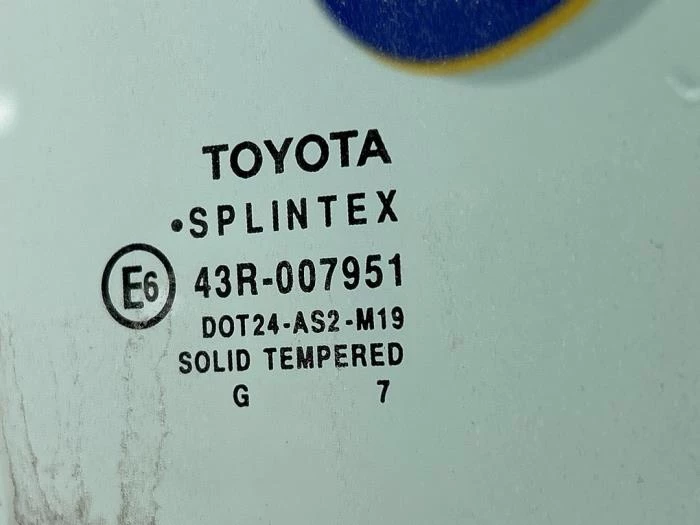 TOYOTA
•SPLINTEX
E6 43R-007951
DOT24-AS2-M19
SOLID TEMPERED
G 7